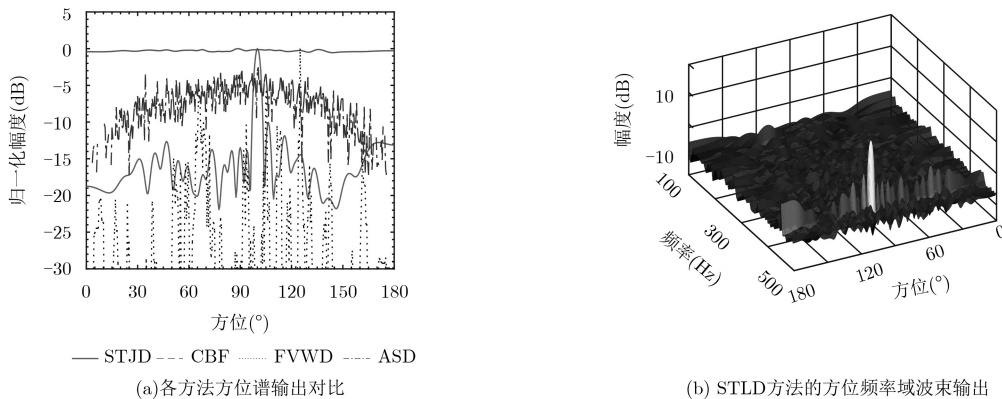 5
0
−5
−10
−15
−20
−25
−30
归一化幅度(dB)
0 30 60 90 120 150 180
方位(°)
STJD CBF FVWD ASD
(a)各方法方位谱输出对比
10
−10
幅度(dB)
100
300
500
频率(Hz)
180
120
60
0
方位(°)
(b) STLD方法的方位频率域波束输出